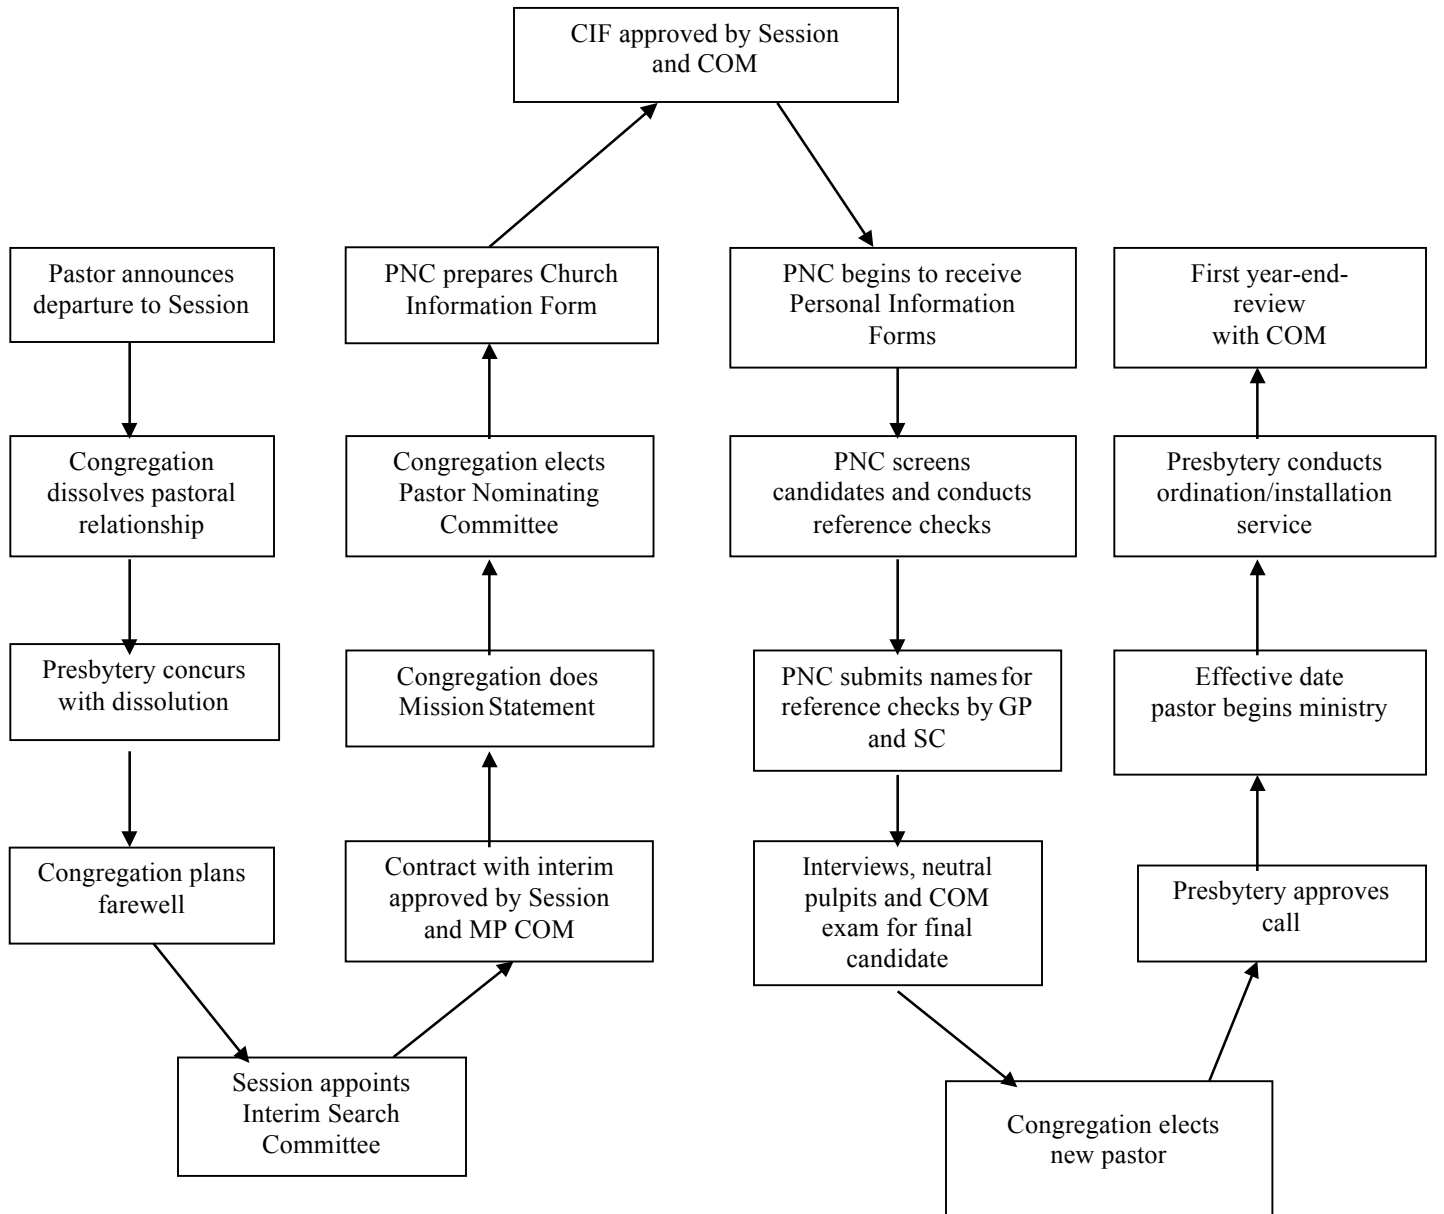 CIF approved by Session
and COM
Pastor announces
departure to Session
PNC prepares Church
Information Form
PNC begins to receive
Personal Information
Forms
First year-end-
review
with COM
Congregation
dissolves pastoral
relationship
Congregation elects
Pastor Nominating
Committee
PNC screens
candidates and conducts
reference checks
Presbytery conducts
ordination/installation
service
Presbytery concurs
with dissolution
Congregation does
Mission Statement
PNC submits names for
reference checks by GP
and SC
Effective date
pastor begins ministry
Congregation plans
farewell
Contract with interim
approved by Session
and MP COM
Interviews, neutral
pulpits and COM
exam for final
candidate
Presbytery approves
call
Session appoints
Interim Search
Committee
Congregation elects
new pastor